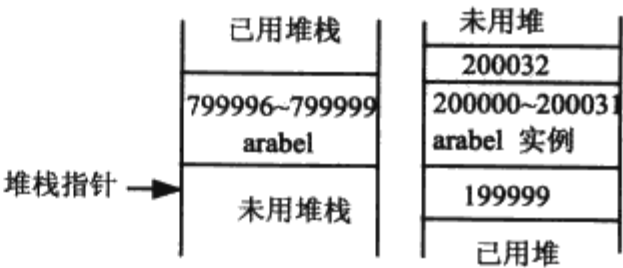 已用堆栈
799996~799999
arabel
堆栈指针
未用堆栈
未用堆
200032
200000~200031
arabel 实例
199999
已用堆